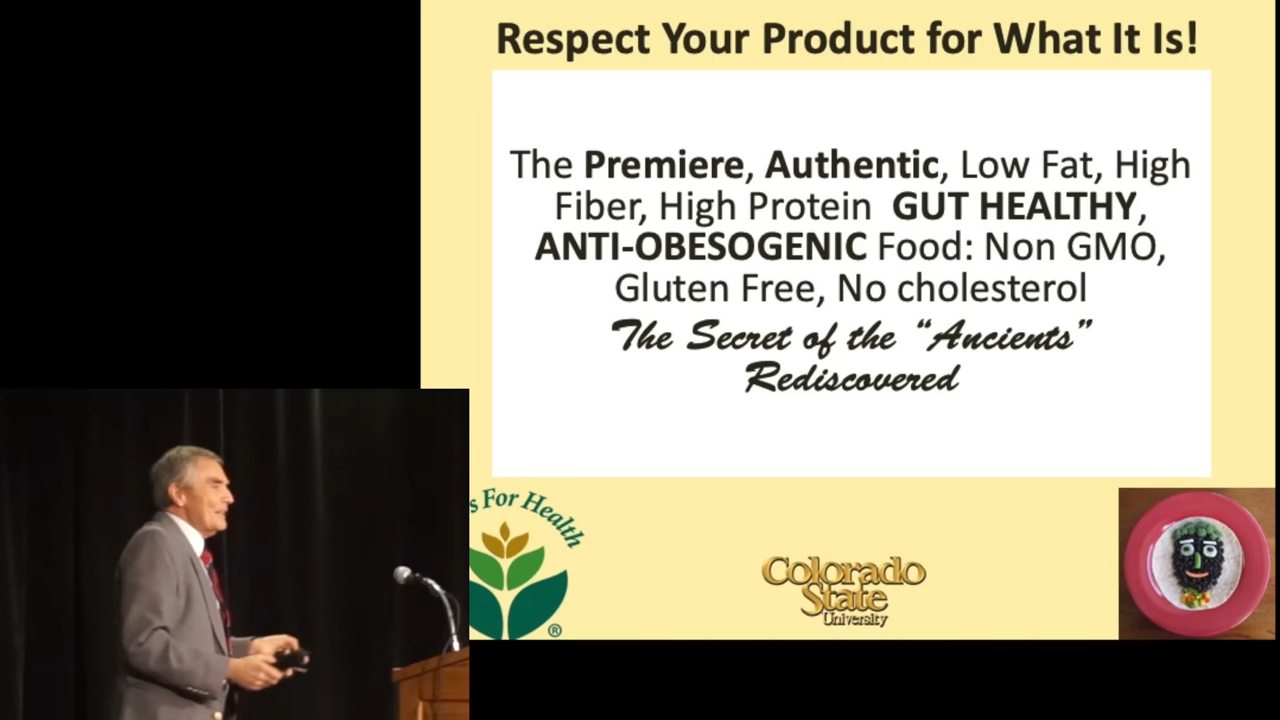 Respect Your Product for What It Is!
The Premiere, Authentic, Low Fat, High
Fiber, High Protein GUT HEALTHY,
ANTI-OBESOGENIC Food: Non GMO,
Gluten Free, No cholesterol
The Secret of the “Ancients”
Rediscovered
For Health
®
Colorado
State
University